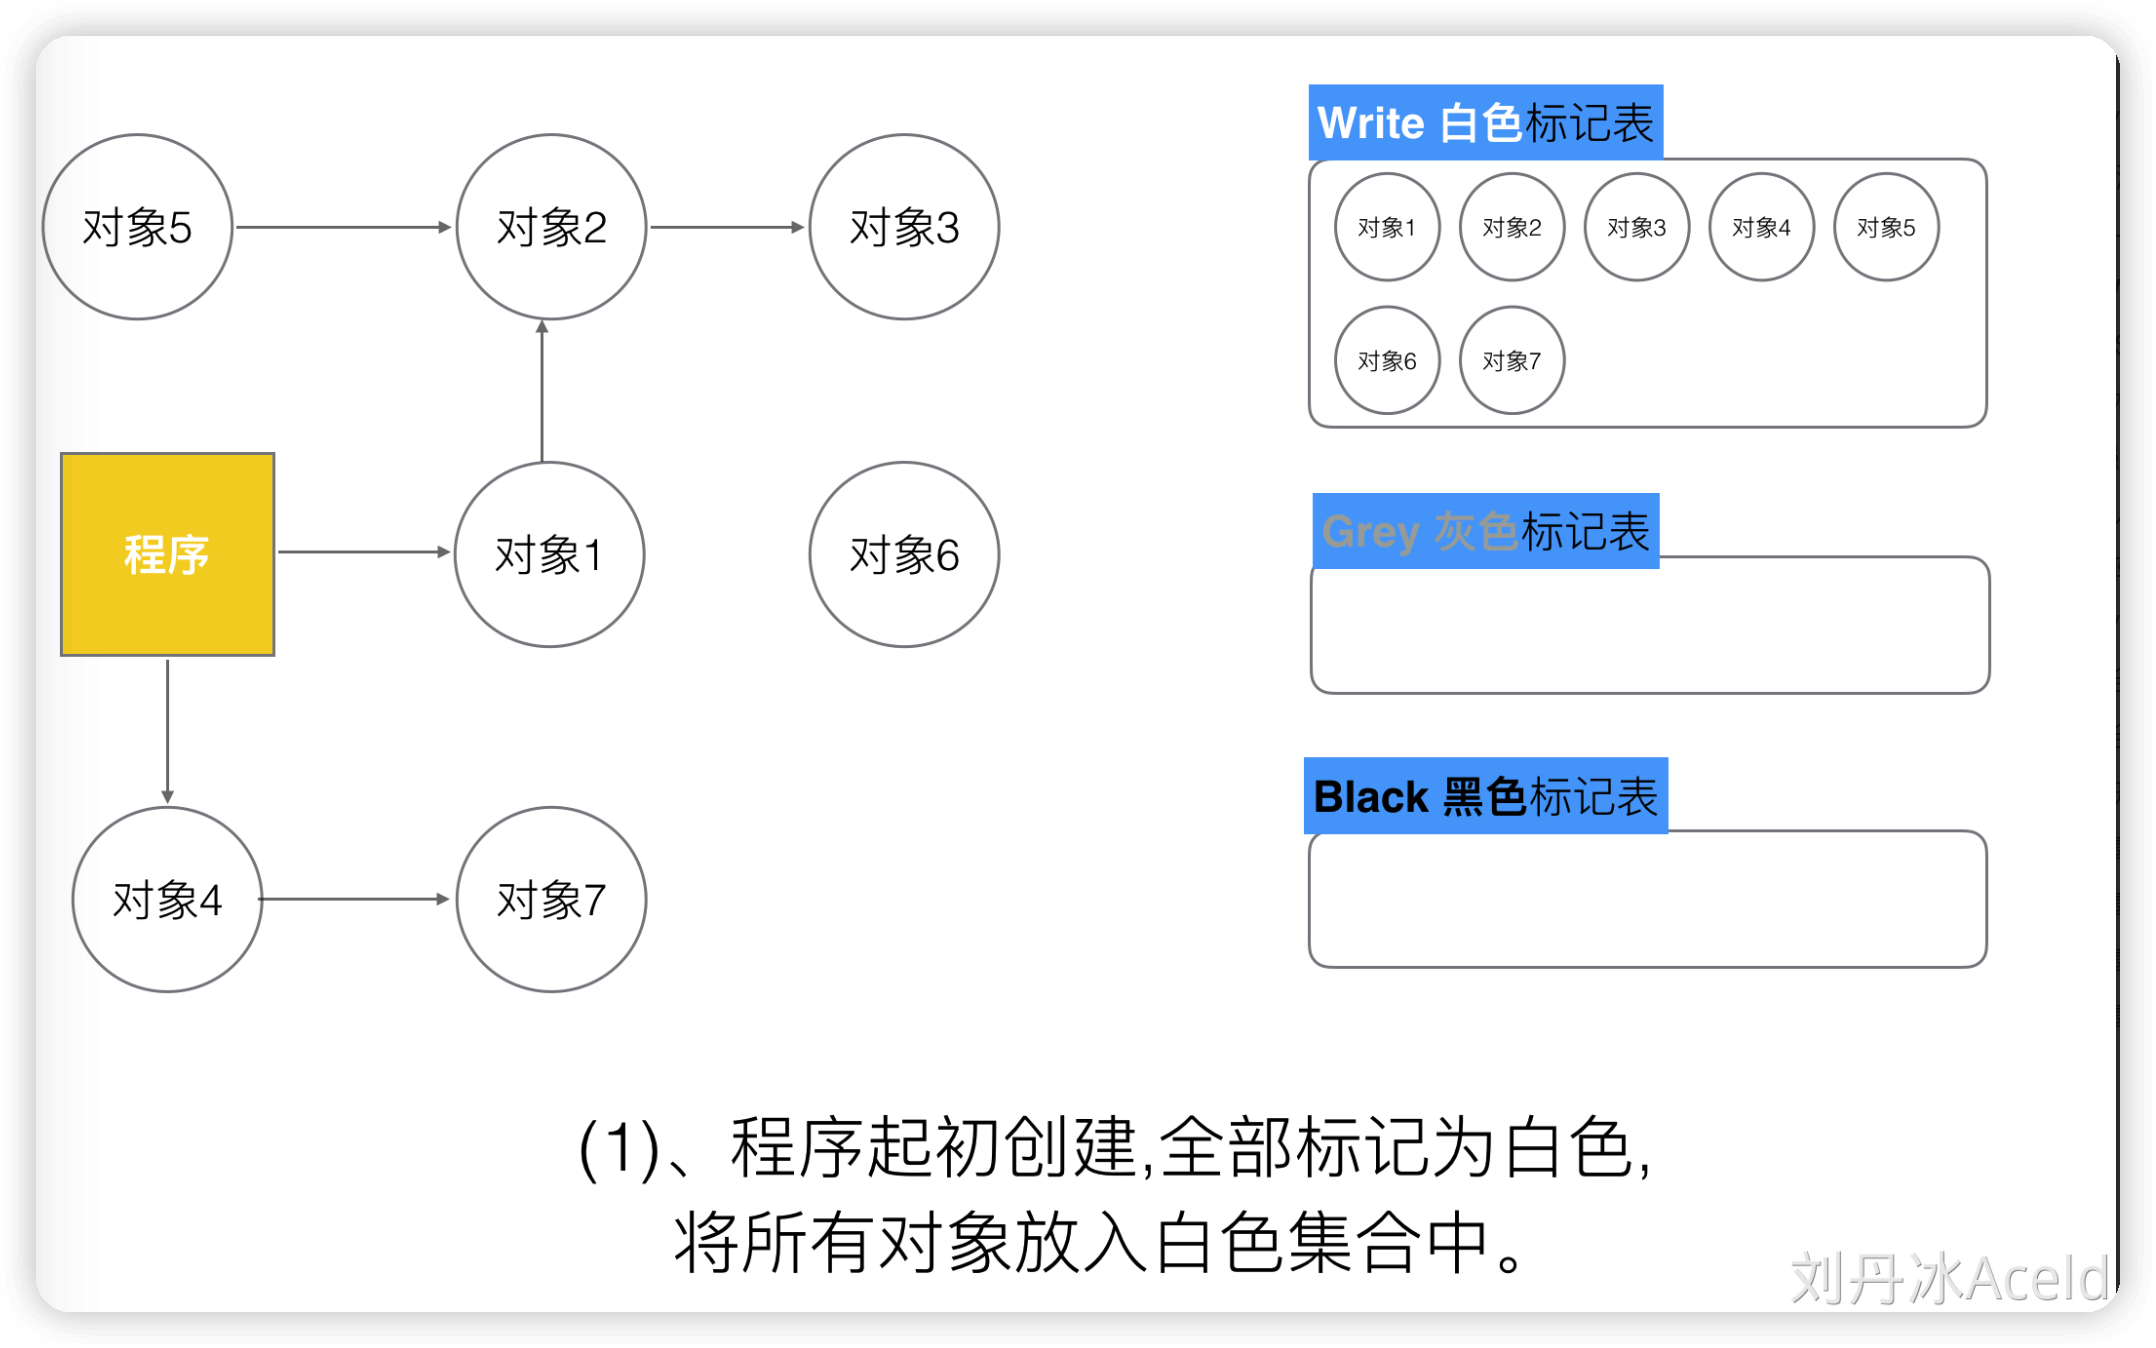 对象5
对象2
对象3
程序
对象1
对象6
对象4
对象7
Write 白色标记表
对象1 对象2 对象3 对象4 对象5
对象6 对象7
Grey 灰色标记表
Black 黑色标记表
(1)、程序起初创建,全部标记为白色,
将所有对象放入白色集合中。
刘丹冰Aceld